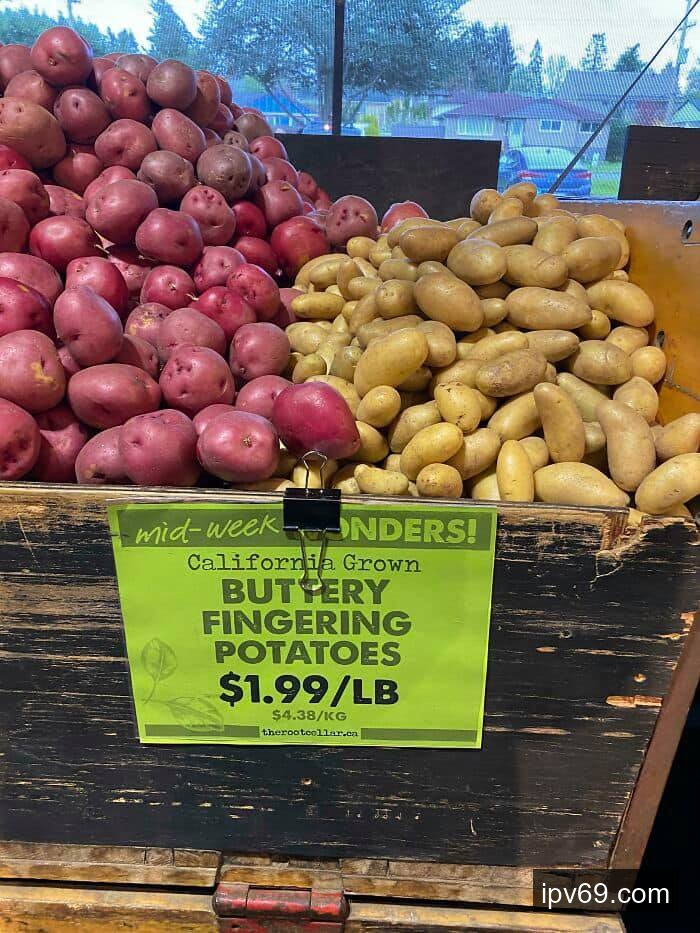 mid-week ONDERS!
California Grown
BUTTERY
FINGERING
POTATOES
$1.99/LB
$4.38/KG
therootcellar.ca
ipv69.com